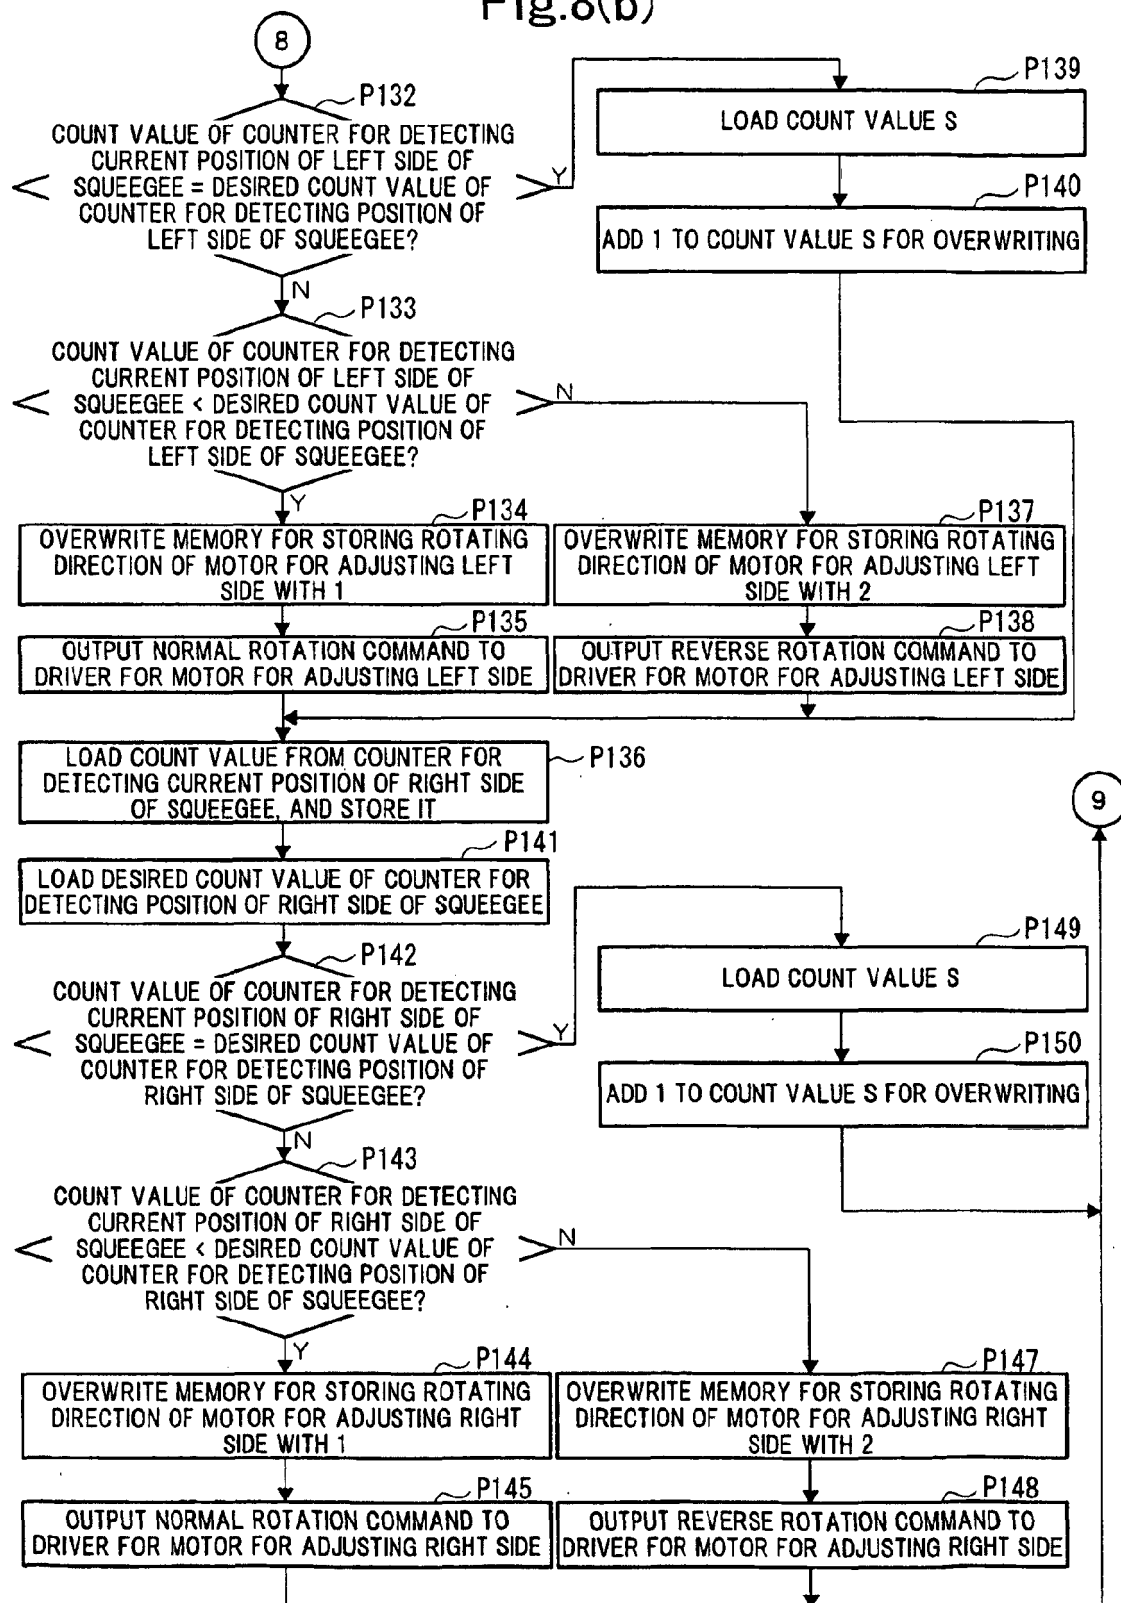 Fig.8(b)
8
P132
COUNT VALUE OF COUNTER FOR DETECTING
CURRENT POSITION OF LEFT SIDE OF
SQUEEGEE = DESIRED COUNT VALUE OF
COUNTER FOR DETECTING POSITION OF
LEFT SIDE OF SQUEEGEE?
Y
N
P139
LOAD COUNT VALUE S
P140
ADD 1 TO COUNT VALUE S FOR OVERWRITING
P133
COUNT VALUE OF COUNTER FOR DETECTING
CURRENT POSITION OF LEFT SIDE OF
SQUEEGEE < DESIRED COUNT VALUE OF
COUNTER FOR DETECTING POSITION OF
LEFT SIDE OF SQUEEGEE?
N
Y
P134
OVERWRITE MEMORY FOR STORING ROTATING
DIRECTION OF MOTOR FOR ADJUSTING LEFT
SIDE WITH 1
P137
OVERWRITE MEMORY FOR STORING ROTATING
DIRECTION OF MOTOR FOR ADJUSTING LEFT
SIDE WITH 2
P135
OUTPUT NORMAL ROTATION COMMAND TO
DRIVER FOR MOTOR FOR ADJUSTING LEFT SIDE
P138
OUTPUT REVERSE ROTATION COMMAND TO
DRIVER FOR MOTOR FOR ADJUSTING LEFT SIDE
P136
LOAD COUNT VALUE FROM COUNTER FOR
DETECTING CURRENT POSITION OF RIGHT SIDE
OF SQUEEGEE, AND STORE IT
9
P141
LOAD DESIRED COUNT VALUE OF COUNTER FOR
DETECTING POSITION OF RIGHT SIDE OF SQUEEGEE
P142
COUNT VALUE OF COUNTER FOR DETECTING
CURRENT POSITION OF RIGHT SIDE OF
SQUEEGEE = DESIRED COUNT VALUE OF
COUNTER FOR DETECTING POSITION OF
RIGHT SIDE OF SQUEEGEE?
Y
N
P149
LOAD COUNT VALUE S
P150
ADD 1 TO COUNT VALUE S FOR OVERWRITING
P143
COUNT VALUE OF COUNTER FOR DETECTING
CURRENT POSITION OF RIGHT SIDE OF
SQUEEGEE < DESIRED COUNT VALUE OF
COUNTER FOR DETECTING POSITION OF
RIGHT SIDE OF SQUEEGEE?
N
Y
P144
OVERWRITE MEMORY FOR STORING ROTATING
DIRECTION OF MOTOR FOR ADJUSTING RIGHT
SIDE WITH 1
P147
OVERWRITE MEMORY FOR STORING ROTATING
DIRECTION OF MOTOR FOR ADJUSTING RIGHT
SIDE WITH 2
P145
OUTPUT NORMAL ROTATION COMMAND TO
DRIVER FOR MOTOR FOR ADJUSTING RIGHT SIDE
P148
OUTPUT REVERSE ROTATION COMMAND TO
DRIVER FOR MOTOR FOR ADJUSTING RIGHT SIDE